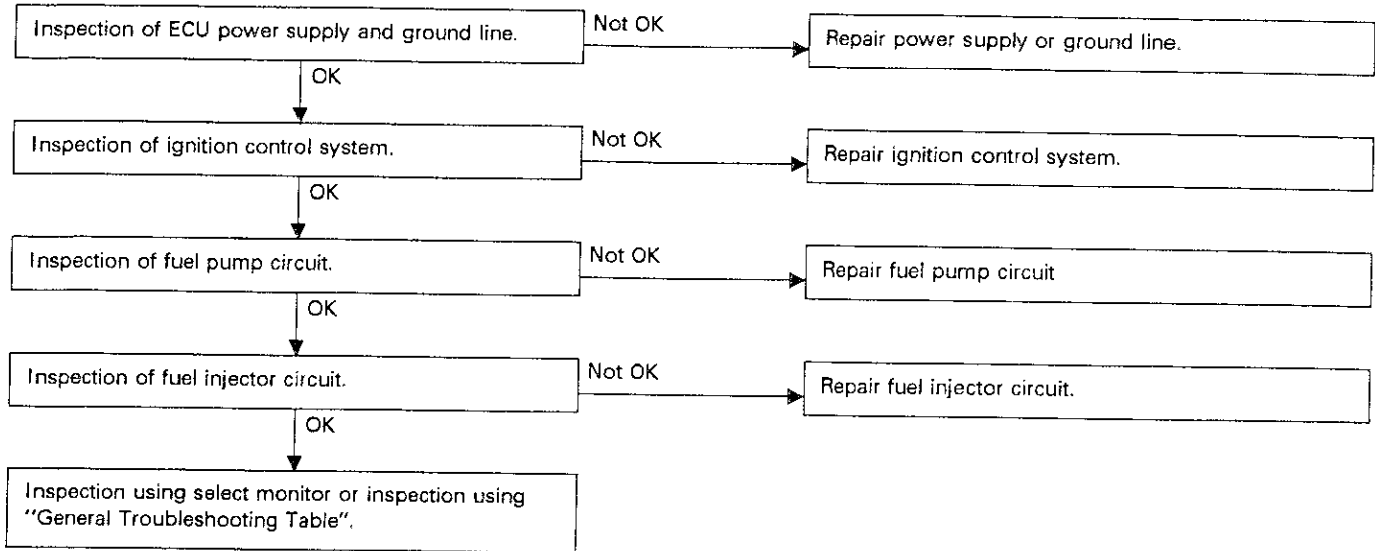 Inspection of ECU power supply and ground line.
Not OK
Repair power supply or ground line.
OK
Inspection of ignition control system.
Not OK
Repair ignition control system.
OK
Inspection of fuel pump circuit.
Not OK
Repair fuel pump circuit
OK
Inspection of fuel injector circuit.
Not OK
Repair fuel injector circuit.
OK
Inspection using select monitor or inspection using
"General Troubleshooting Table".